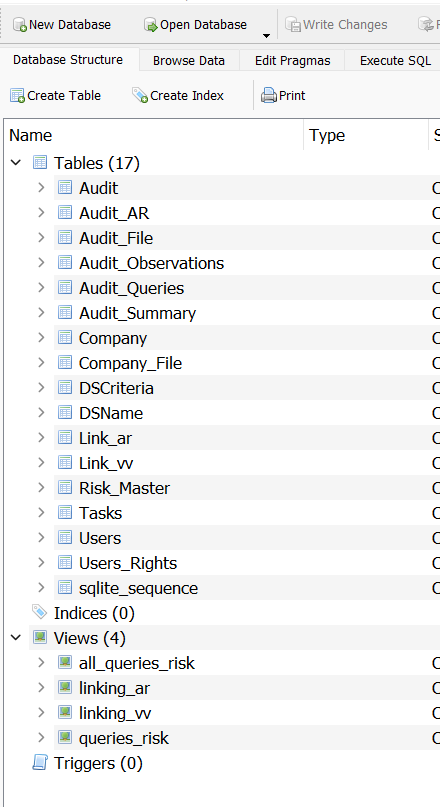 New Database Open Database Write Changes
Database Structure Browse Data Edit Pragmas Execute SQL
Create Table Create Index Print
Name Type
Tables (17)
Audit
Audit_AR
Audit_File
Audit_Observations
Audit_Queries
Audit_Summary
Company
Company_File
DSCriteria
DSName
Link_ar
Link_vv
Risk_Master
Tasks
Users
Users_Rights
sqlite_sequence
Indices (0)
Views (4)
all_queries_risk
linking_ar
linking_vv
queries_risk
Triggers (0)